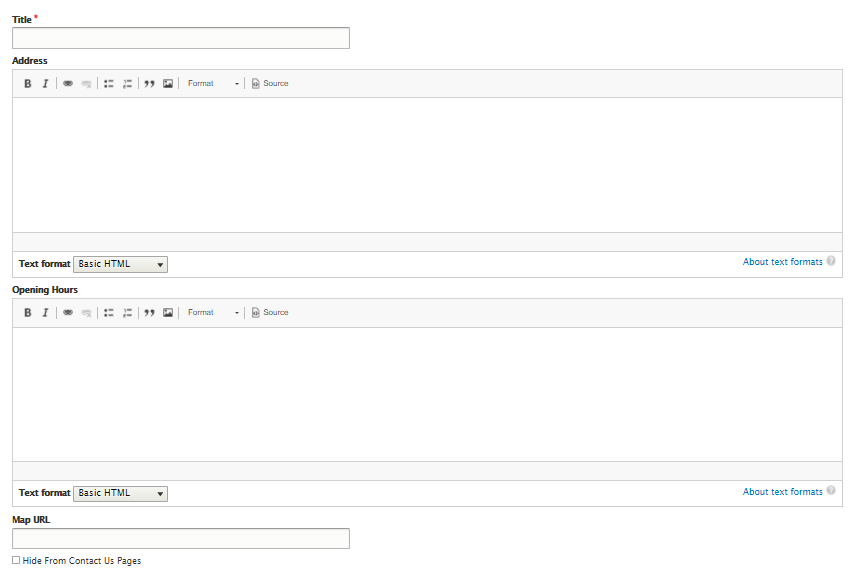 Title *
Address
B I Format Source
Text format Basic HTML About text formats ?
Opening Hours
B I Format Source
Text format Basic HTML About text formats ?
Map URL
Hide From Contact Us Pages